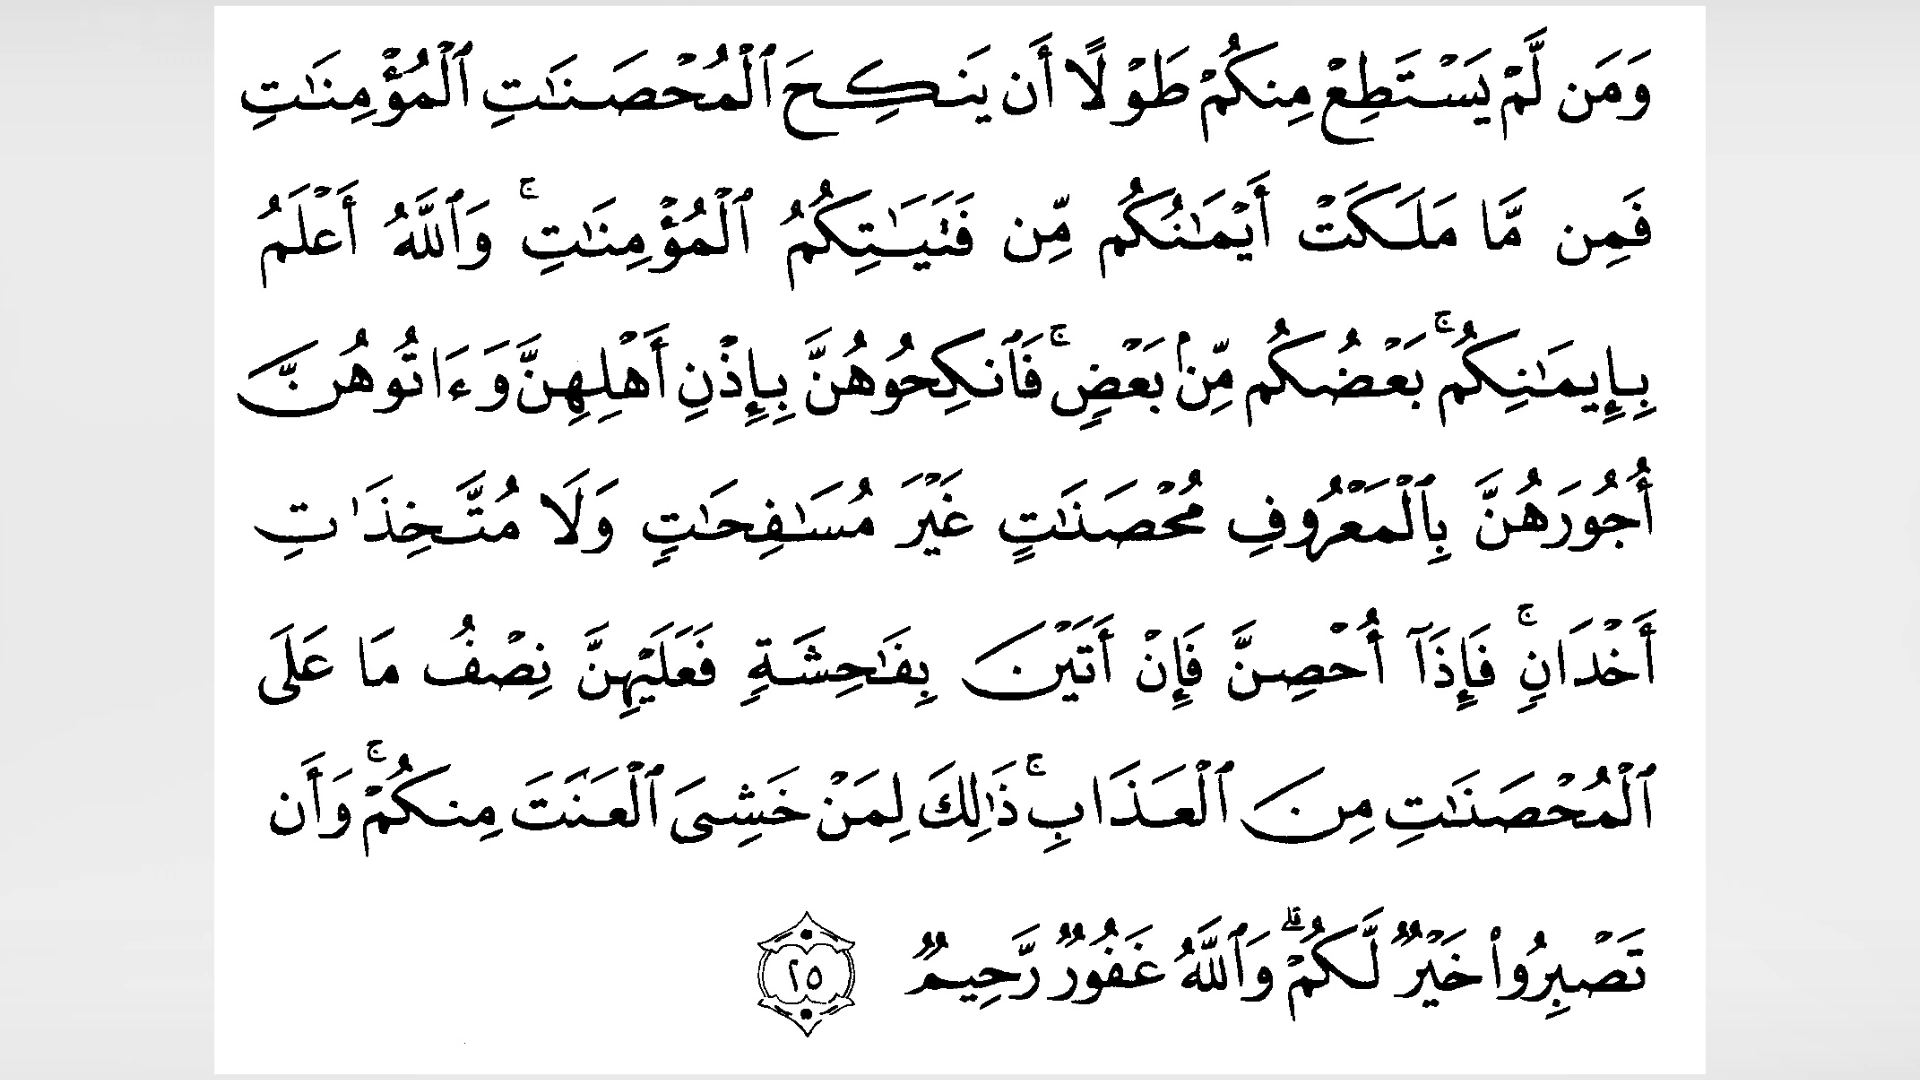 وَمَن لَّمْ يَسْتَطِعْ مِنكُمْ طَوْلًا أَن يَنكِحَ ٱلْمُحْصَنَٰتِ ٱلْمُؤْمِنَٰتِ
فَمِن مَّا مَلَكَتْ أَيْمَٰنُكُم مِّن فَتَيَٰتِكُمُ ٱلْمُؤْمِنَٰتِ ۚ وَٱللَّهُ أَعْلَمُ
بِإِيمَٰنِكُم ۚ بَعْضُكُم مِّنۢ بَعْضٍ ۚ فَٱنكِحُوهُنَّ بِإِذْنِ أَهْلِهِنَّ وَءَاتُوهُنَّ
أُجُورَهُنَّ بِٱلْمَعْرُوفِ مُحْصَنَٰتٍ غَيْرَ مُسَٰفِحَٰتٍ وَلَا مُتَّخِذَٰتِ
أَخْدَانٍ ۚ فَإِذَآ أُحْصِنَّ فَإِنْ أَتَيْنَ بِفَٰحِشَةٍ فَعَلَيْهِنَّ نِصْفُ مَا عَلَى
ٱلْمُحْصَنَٰتِ مِنَ ٱلْعَذَابِ ۚ ذَٰلِكَ لِمَنْ خَشِىَ ٱلْعَنَتَ مِنكُمْ ۚ وَأَن
تَصْبِرُوا۟ خَيْرٌ لَّكُمْ ۗ وَٱللَّهُ غَفُورٌ رَّحِيمٌ ٢٥